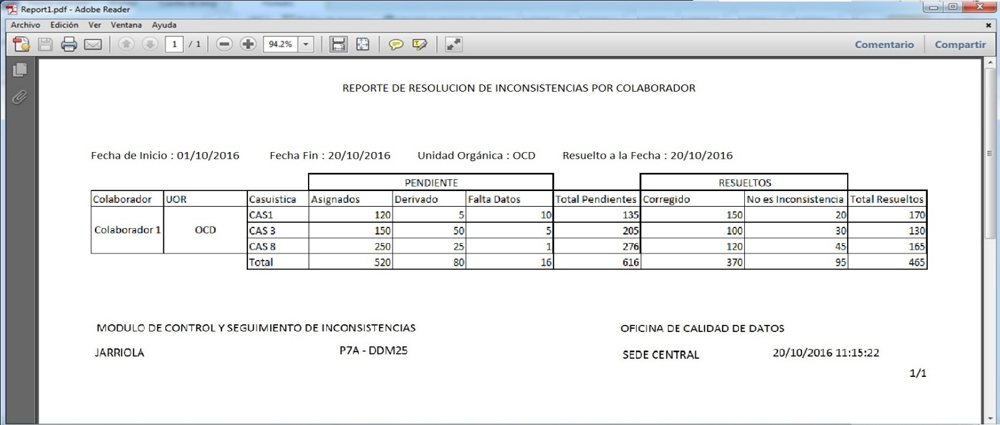 Report1.pdf - Adobe Reader
Archivo Edición Ver Ventana Ayuda
1 / 1 94.2% Comentario Compartir
REPORTE DE RESOLUCION DE INCONSISTENCIAS POR COLABORADOR
Fecha de Inicio : 01/10/2016 Fecha Fin : 20/10/2016 Unidad Orgánica : OCD Resuelto a la Fecha : 20/10/2016
PENDIENTE RESUELTOS
Colaborador UOR Casuistica Asignados Derivado Falta Datos Total Pendientes Corregido No es Inconsistencia Total Resueltos
CAS1 120 5 10 135 150 20 170
Colaborador 1 OCD CAS 3 150 50 5 205 100 30 130
CAS 8 250 25 1 276 120 45 165
Total 520 80 16 616 370 95 465
MODULO DE CONTROL Y SEGUIMIENTO DE INCONSISTENCIAS OFICINA DE CALIDAD DE DATOS
JARRIOLA P7A - DDM25 SEDE CENTRAL 20/10/2016 11:15:22
1/1